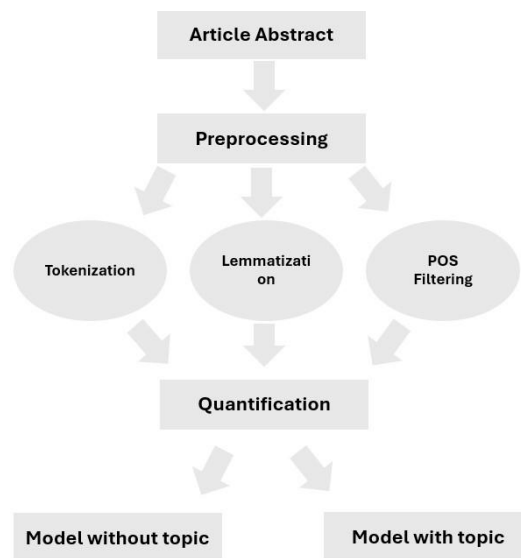 Article Abstract
Preprocessing
Tokenization
Lemmatizati
on
POS
Filtering
Quantification
Model without topic
Model with topic